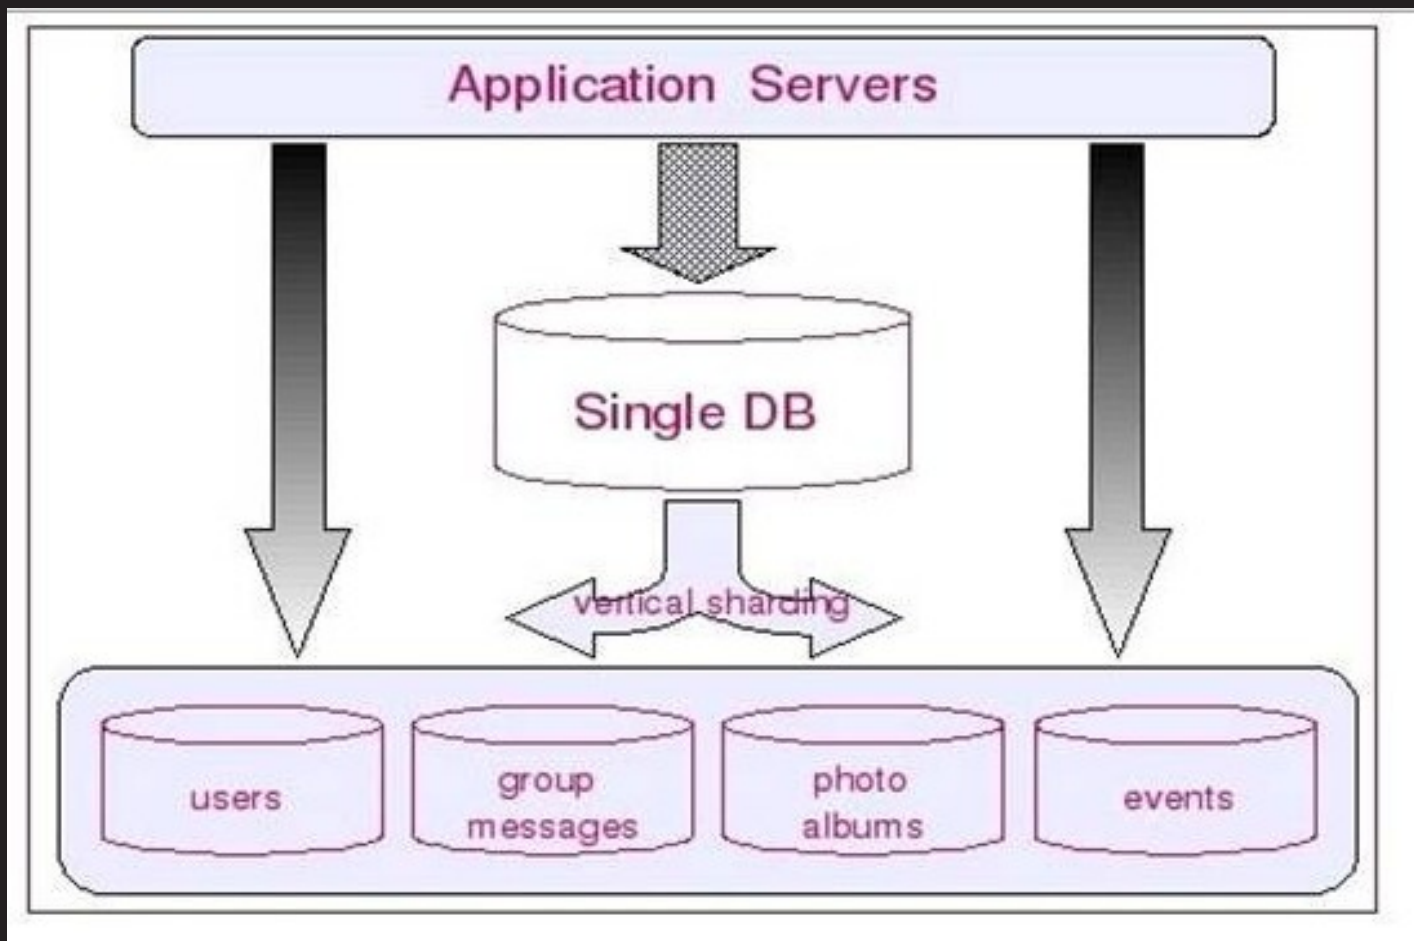 Application Servers
Single DB
vertical sharding
users
group
messages
photo
albums
events